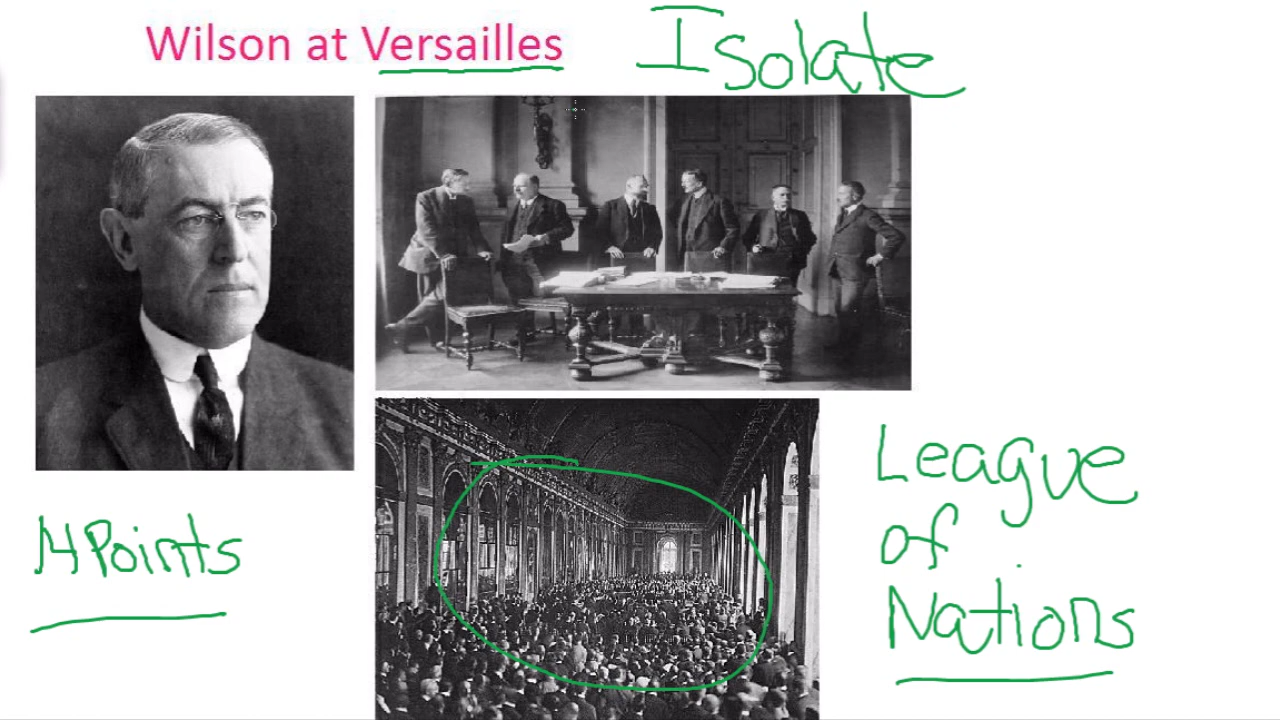 Wilson at Versailles
Isolate
14 Points
League
of
Nations